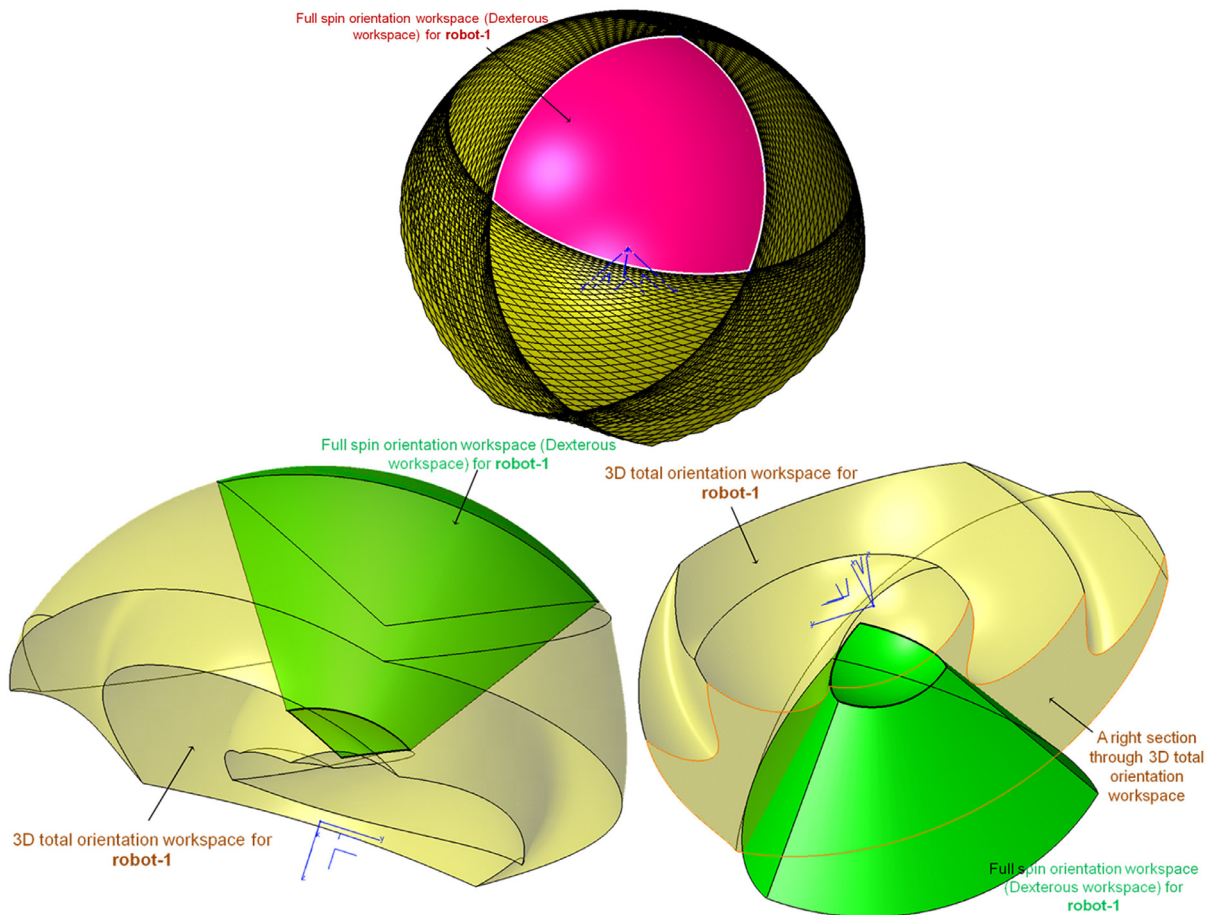 Full spin orientation workspace (Dexterous
workspace) for robot-1
Full spin orientation workspace (Dexterous
workspace) for robot-1
3D total orientation workspace for
robot-1
3D total orientation workspace for
robot-1
A right section
through 3D total
orientation
workspace
Full spin orientation workspace
(Dexterous workspace) for
robot-1